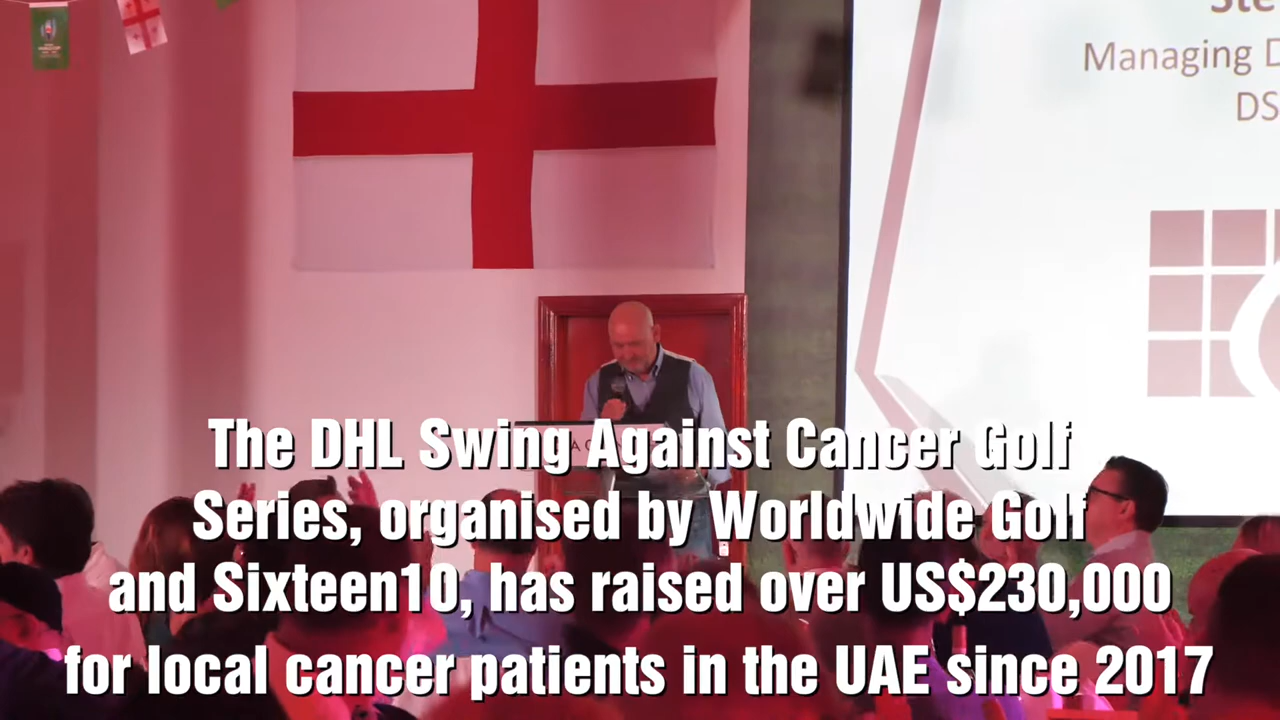 Ste
Managing D
DS
The DHL Swing Against Cancer Golf
Series, organised by Worldwide Golf
and Sixteen10, has raised over US$230,000
for local cancer patients in the UAE since 2017